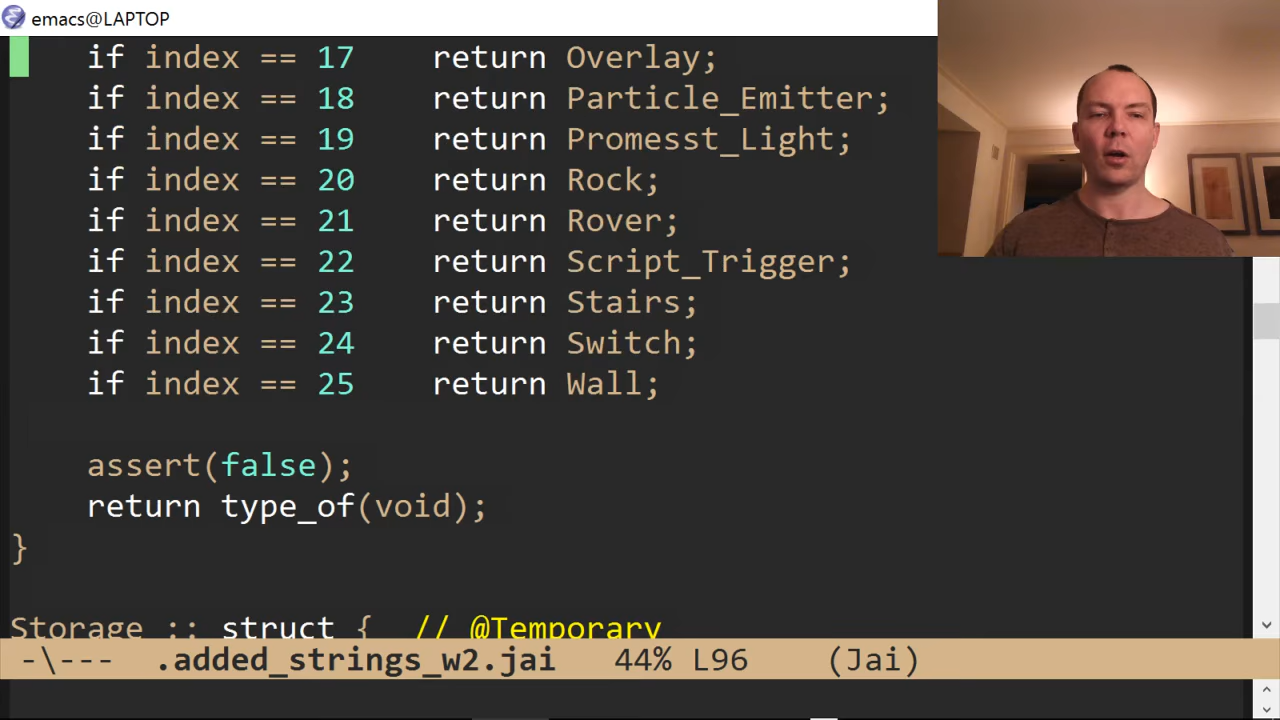 emacs@LAPTOP
if index == 17    return Overlay;
if index == 18    return Particle_Emitter;
if index == 19    return Promesst_Light;
if index == 20    return Rock;
if index == 21    return Rover;
if index == 22    return Script_Trigger;
if index == 23    return Stairs;
if index == 24    return Switch;
if index == 25    return Wall;
assert(false);
return type_of(void);
}
Storage :: struct {  // @Temporary
-\---  .added_strings_w2.jai   44% L96    (Jai)